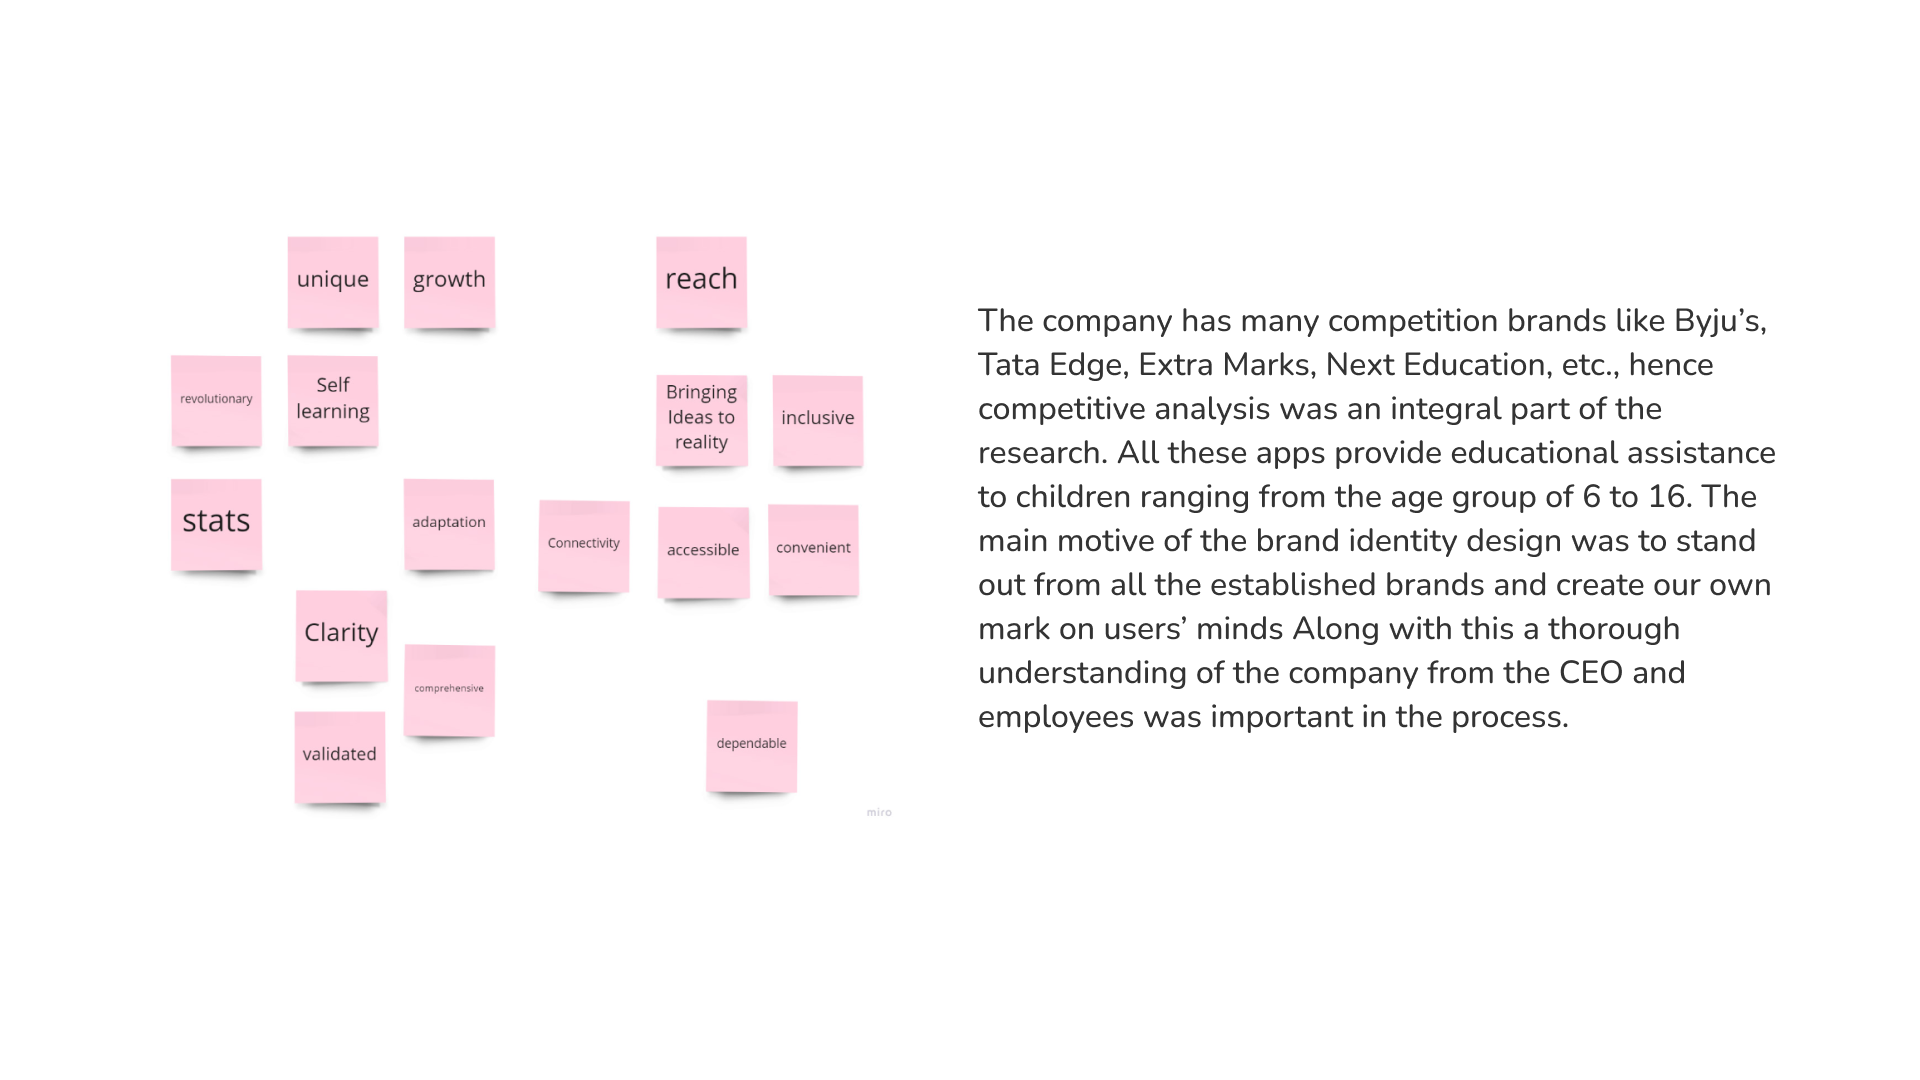 unique
growth
reach
revolutionary
Self
learning
Bringing
Ideas to
reality
inclusive
stats
adaptation
Connectivity
accessible
convenient
Clarity
comprehensive
validated
dependable
miro
The company has many competition brands like Byju’s,
Tata Edge, Extra Marks, Next Education, etc., hence
competitive analysis was an integral part of the
research. All these apps provide educational assistance
to children ranging from the age group of 6 to 16. The
main motive of the brand identity design was to stand
out from all the established brands and create our own
mark on users’ minds Along with this a thorough
understanding of the company from the CEO and
employees was important in the process.